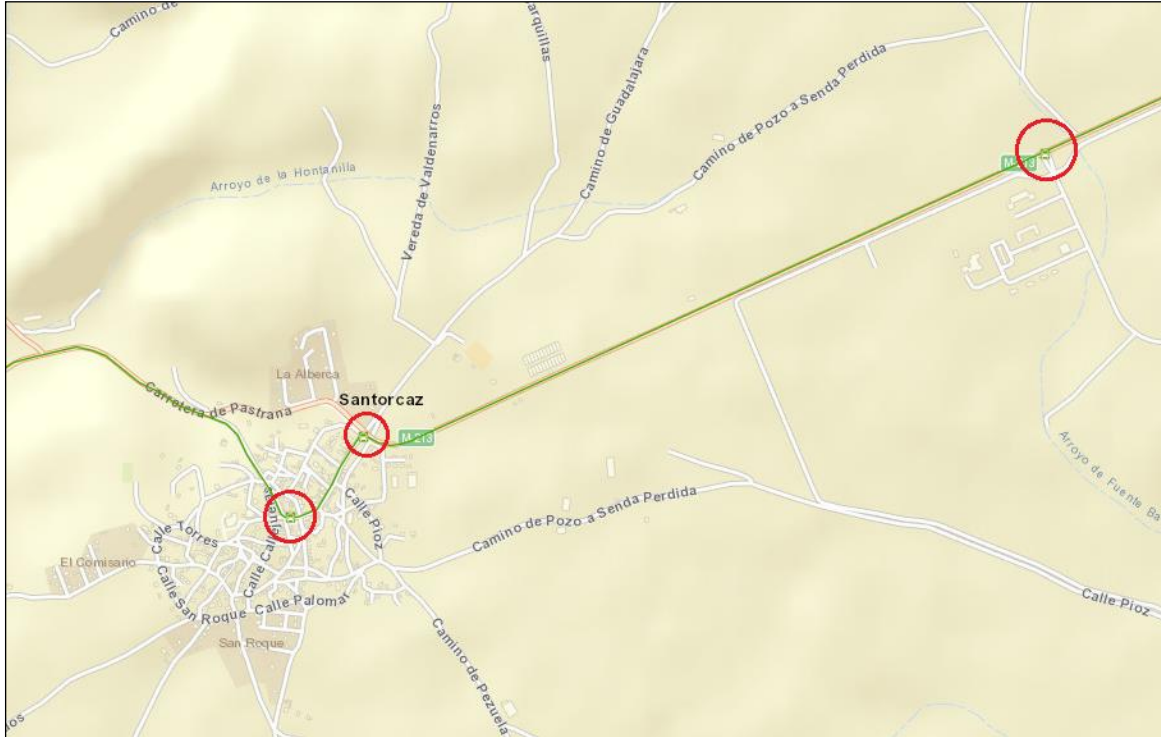 Camino de
arquillas
Camino de Guadalajara
Camino de Pozo a Senda Perdida
Vereda de Valdenarros
Arroyo de la Hontanilla
La Alberca
Carretera de Pastrana
Santorcaz
M-213
Calle Torres
El Comisario
Calle Pioz
Camino de Pozo a Senda Perdida
Arroyo de Fuente Ba
Calle San Roque
Calle Palomar
San Roque
Camino de Pezuela
Calle Pioz
los